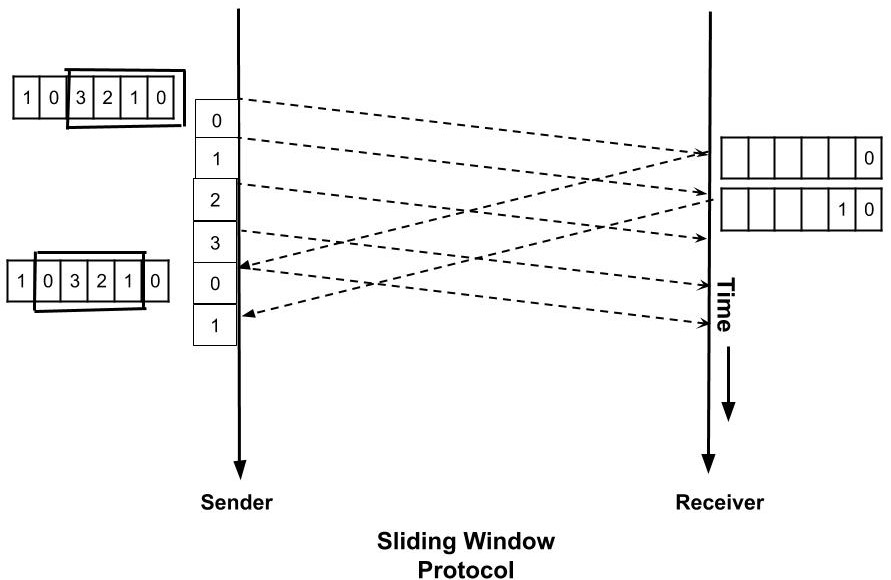 1 0 3 2 1 0
0
1
2
3
0
1
1 0 3 2 1 0
0
1 0
Time
Sender
Receiver
Sliding Window
Protocol